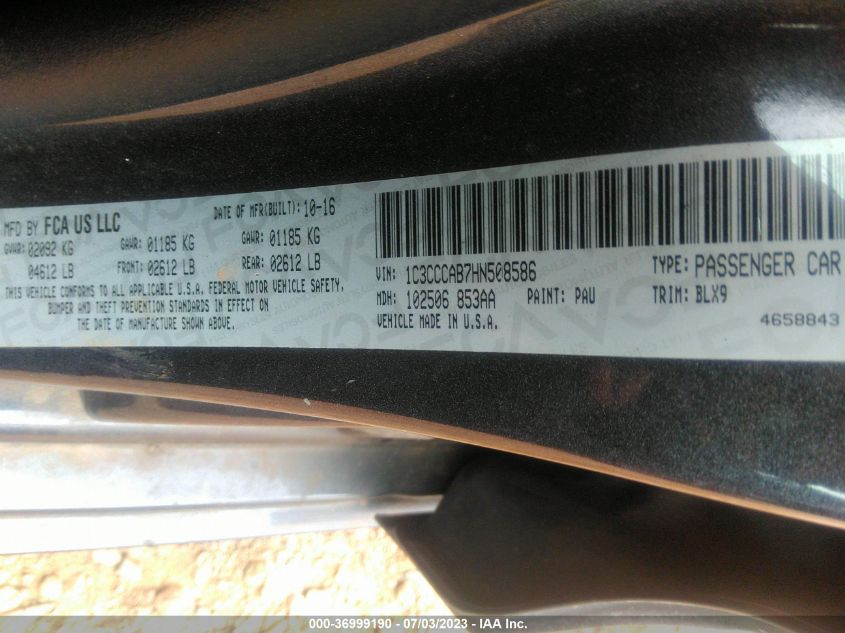 MFD BY FCA US LLC
DATE OF MFR(BUILT): 10-16
GVWR: 02092 KG GAWR: 01185 KG GAWR: 01185 KG
04612 LB FRONT: 02612 LB REAR: 02612 LB
THIS VEHICLE CONFORMS TO ALL APPLICABLE U.S.A. FEDERAL MOTOR VEHICLE SAFETY,
BUMPER AND THEFT PREVENTION STANDARDS IN EFFECT ON
THE DATE OF MANUFACTURE SHOWN ABOVE.
VIN: 1C3CCCAB7HN508586 TYPE: PASSENGER CAR
MDH: 102506 853AA PAINT: PAU TRIM: BLX9
VEHICLE MADE IN U.S.A.
4658843
000-36999190 - 07/03/2023 - IAA Inc.